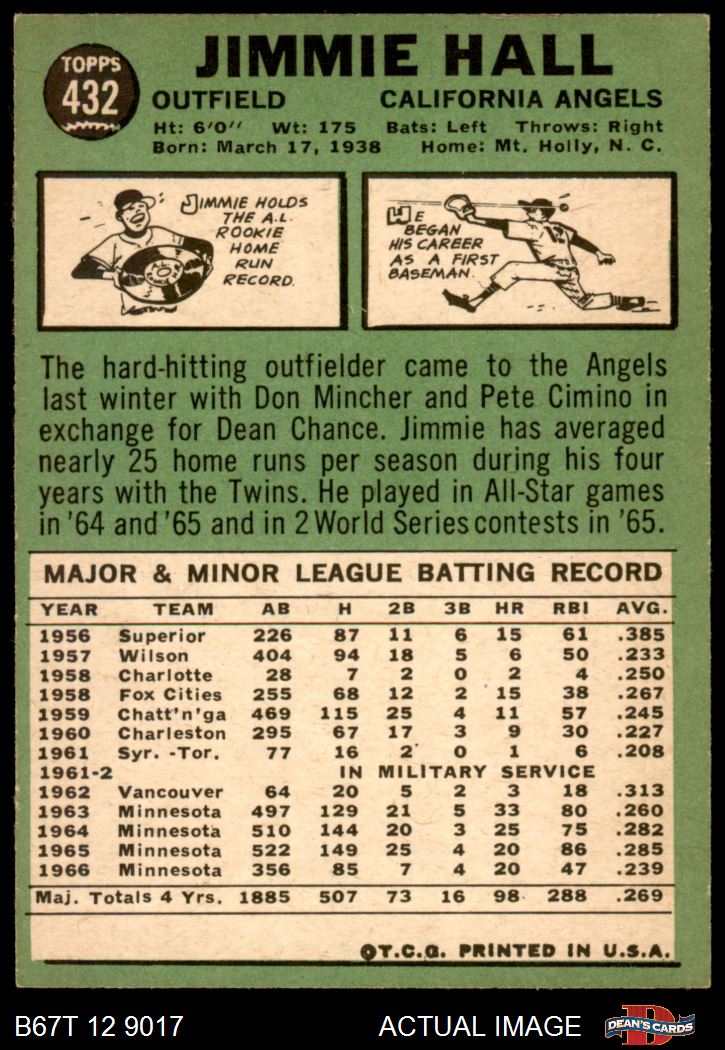 TOPPS
432
JIMMIE HALL
OUTFIELD CALIFORNIA ANGELS
Ht: 6'0" Wt: 175 Bats: Left Throws: Right
Born: March 17, 1938 Home: Mt. Holly, N. C.
JIMMIE HOLDS
THE A.L.
ROOKIE
HOME
RUN
RECORD.
HE
BEGAN
HIS CAREER
AS A FIRST
BASEMAN.
The hard-hitting outfielder came to the Angels
last winter with Don Mincher and Pete Cimino in
exchange for Dean Chance. Jimmie has averaged
nearly 25 home runs per season during his four
years with the Twins. He played in All-Star games
in '64 and '65 and in 2 World Series contests in '65.
MAJOR & MINOR LEAGUE BATTING RECORD
YEAR TEAM AB H 2B 3B HR RBI AVG.
1956 Superior 226 87 11 6 15 61 .385
1957 Wilson 404 94 18 5 6 50 .233
1958 Charlotte 28 7 2 0 2 4 .250
1958 Fox Cities 255 68 12 2 15 38 .267
1959 Chatt'n'ga 469 115 25 4 11 57 .245
1960 Charleston 295 67 17 3 9 30 .227
1961 Syr. -Tor. 77 16 2 0 1 6 .208
1961-2 IN MILITARY SERVICE
1962 Vancouver 64 20 5 2 3 18 .313
1963 Minnesota 497 129 21 5 33 80 .260
1964 Minnesota 510 144 20 3 25 75 .282
1965 Minnesota 522 149 25 4 20 86 .285
1966 Minnesota 356 85 7 4 20 47 .239
Maj. Totals 4 Yrs. 1885 507 73 16 98 288 .269
©T.C.G. PRINTED IN U.S.A.
B67T 12 9017 ACTUAL IMAGE
DEAN'S CARDS